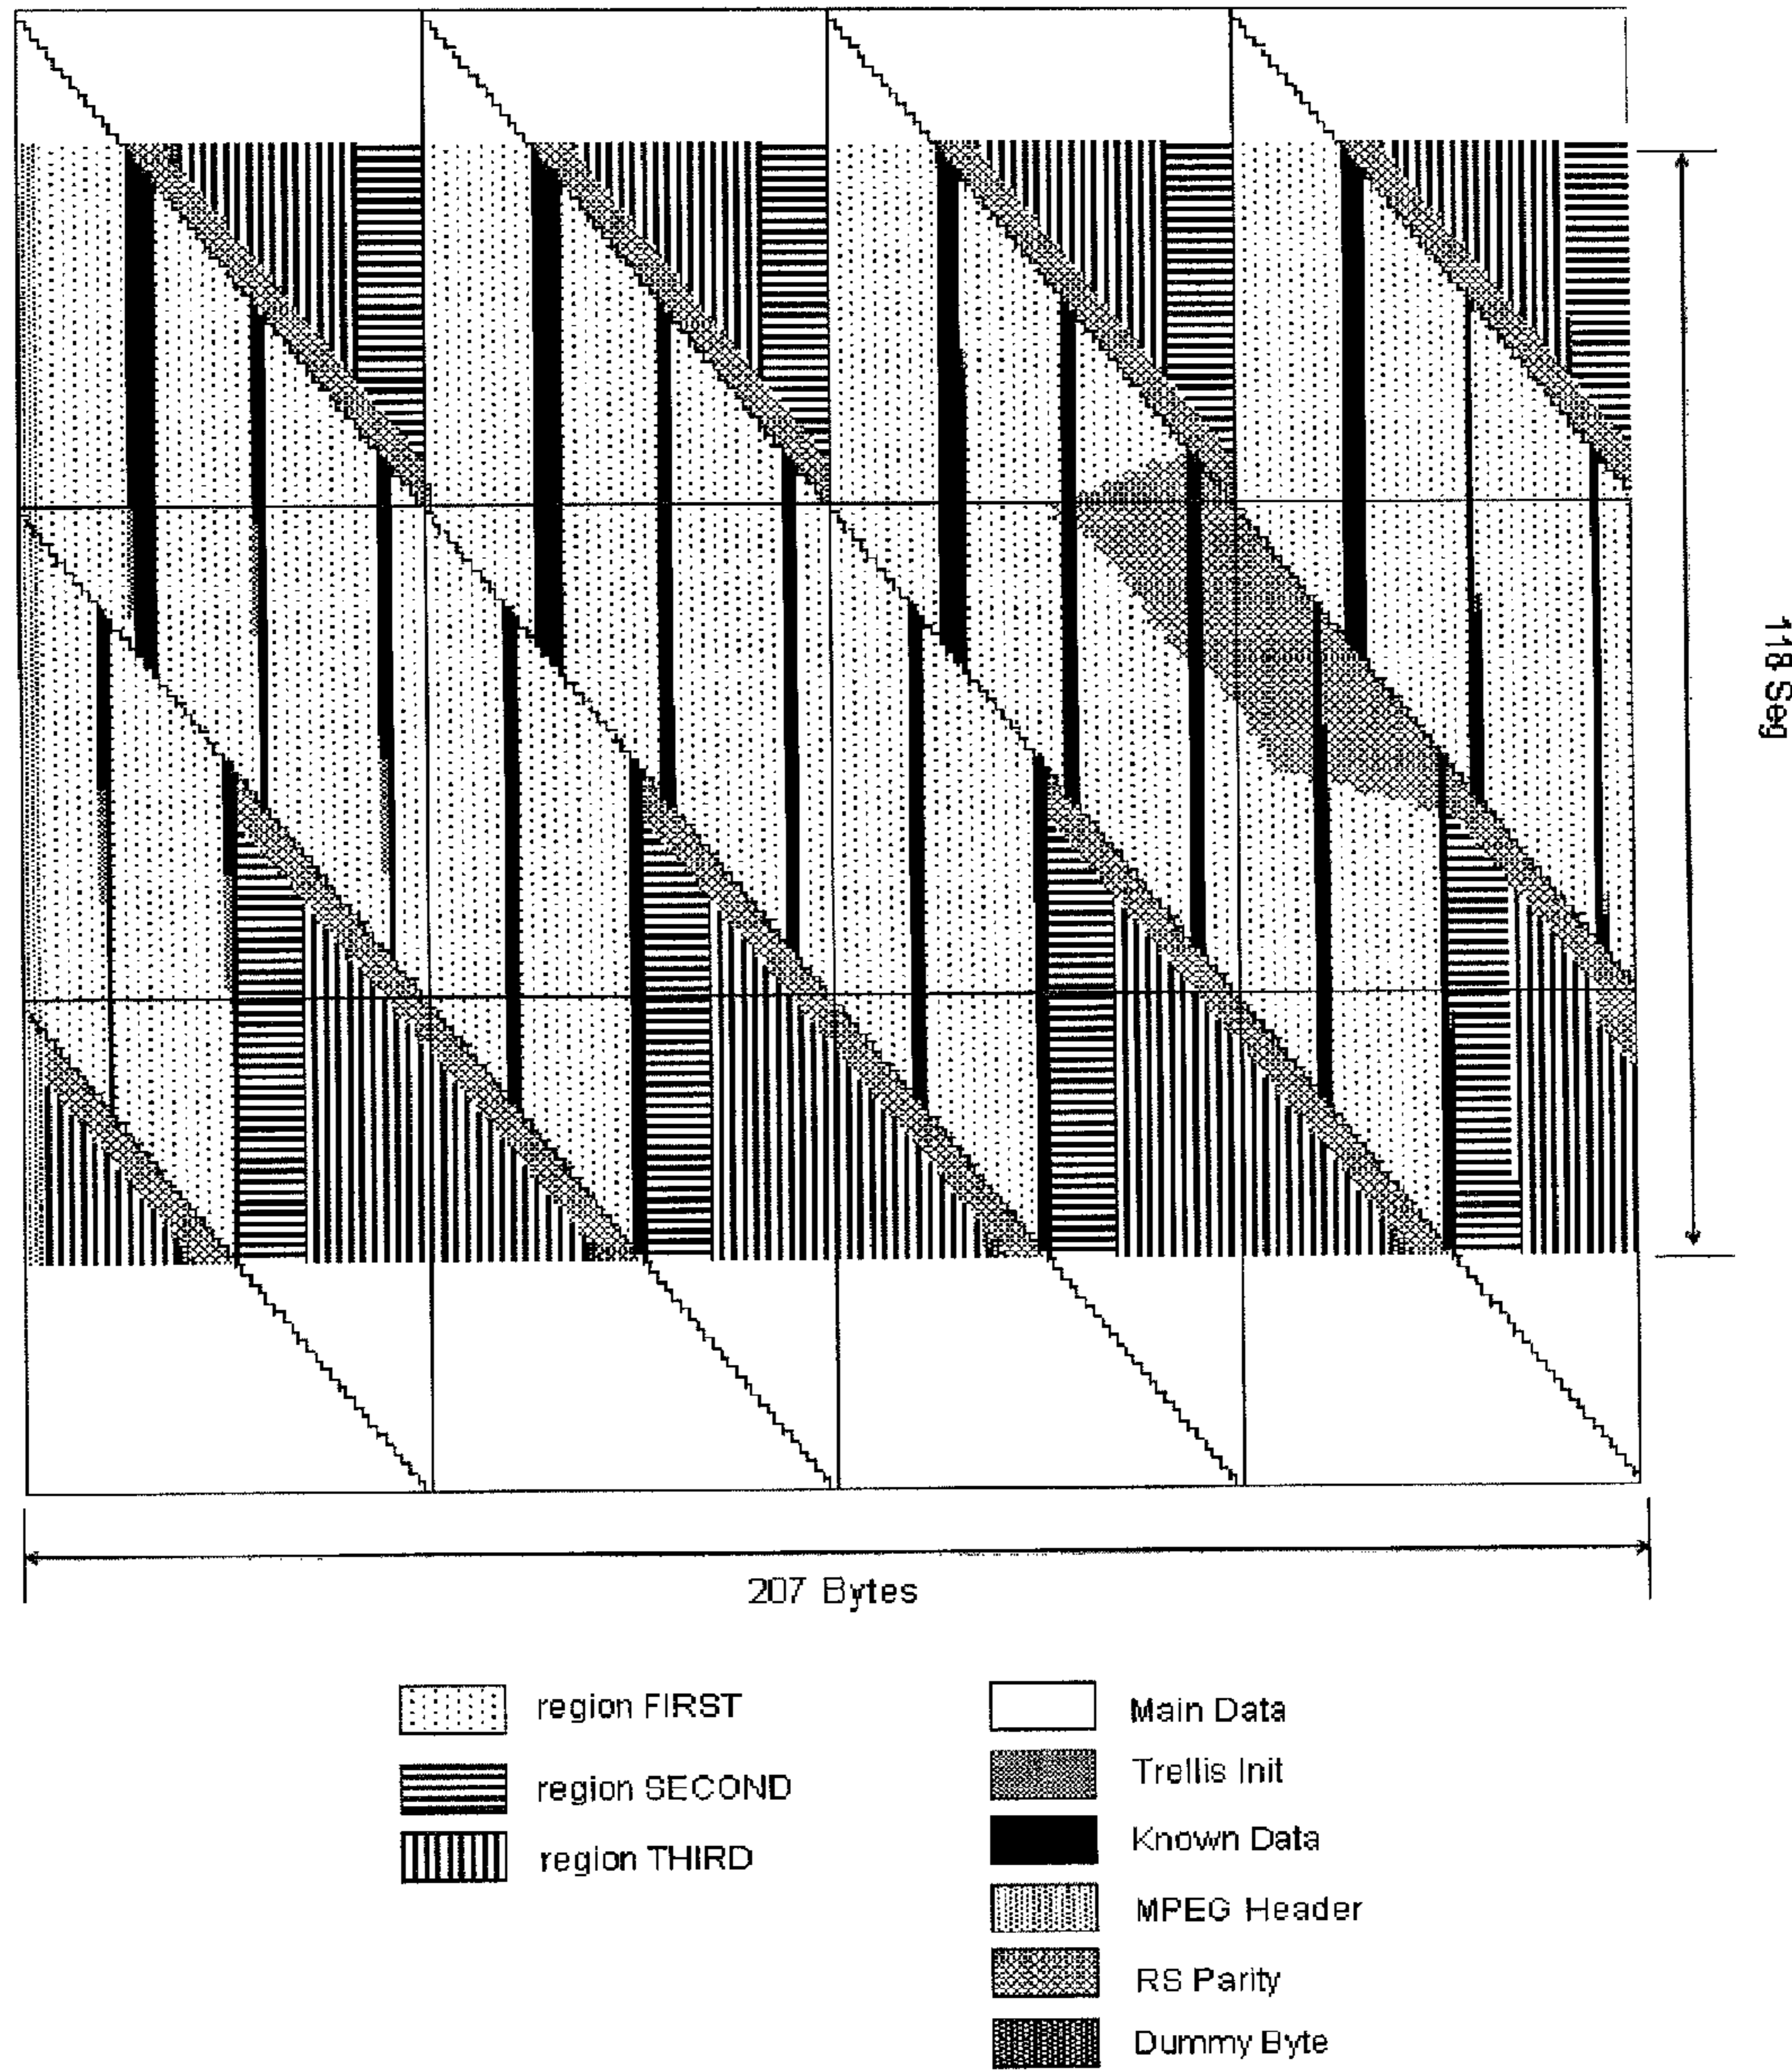 118 Seg
207 Bytes
region FIRST
region SECOND
region THIRD
Main Data
Trellis Init
Known Data
MPEG Header
RS Parity
Dummy Byte